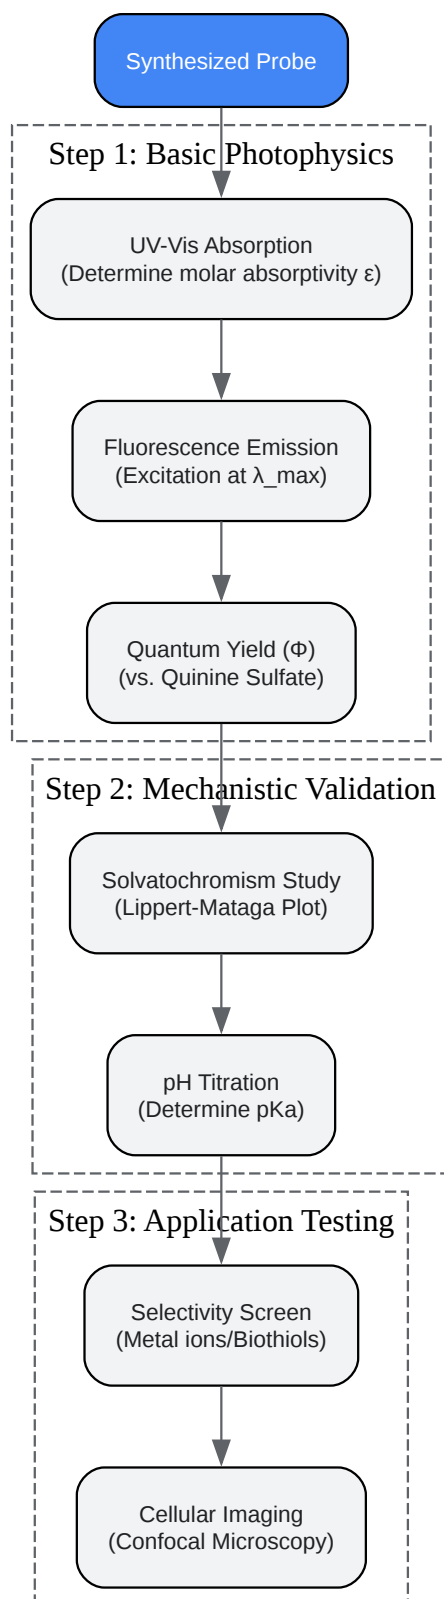 Synthesized Probe
Step 1: Basic Photophysics
UV-Vis Absorption
(Determine molar absorptivity ε)
Fluorescence Emission
(Excitation at λ_max)
Quantum Yield (Φ)
(vs. Quinine Sulfate)
Step 2: Mechanistic Validation
Solvatochromism Study
(Lippert-Mataga Plot)
pH Titration
(Determine pKa)
Step 3: Application Testing
Selectivity Screen
(Metal ions/Biothiols)
Cellular Imaging
(Confocal Microscopy)